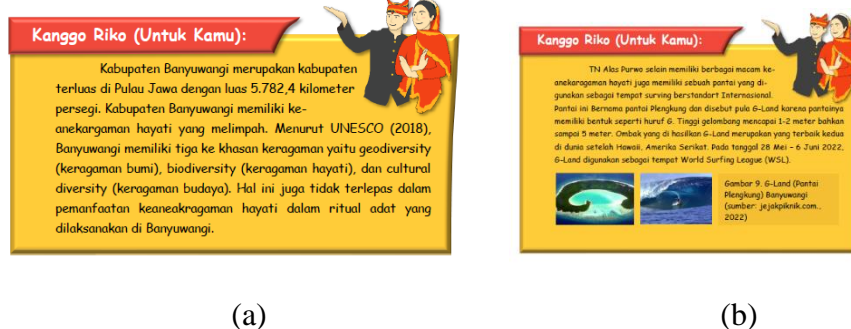 Kanggo Riko (Untuk Kamu):
Kabupaten Banyuwangi merupakan kabupaten
terluas di Pulau Jawa dengan luas 5.782,4 kilometer
persegi. Kabupaten Banyuwangi memiliki ke-
anekargaman hayati yang melimpah. Menurut UNESCO (2018),
Banyuwangi memiliki tiga ke khasan keragaman yaitu geodiversity
(keragaman bumi), biodiversity (keragaman hayati), dan cultural
diversity (keragaman budaya). Hal ini juga tidak terlepas dalam
pemanfaatan keaneakragaman hayati dalam ritual adat yang
dilaksanakan di Banyuwangi.
(a)
Kanggo Riko (Untuk Kamu):
TN Alas Purwo selain memiliki berbagai macam ke-
anekaragaman hayati juga memiliki sebuah pantai yang di-
gunakan sebagai tempat surving berstandart Internasional.
Pantai ini Bernama pantai Plengkung dan disebut pula G-Land karena pantainya
memiliki bentuk seperti huruf G. Tinggi gelombang mencapai 1-2 meter bahkan
sampai 5 meter. Ombak yang di hasilkan G-Land merupakan yang terbaik kedua
di dunia setelah Hawaii, Amerika Serikat. Pada tanggal 28 Mei – 6 Juni 2022,
G-Land digunakan sebagai tempat World Surfing League (WSL).
Gambar 9. G-Land (Pantai
Plengkung) Banyuwangi
(sumber: jejakpiknik.com.,
2022)
(b)